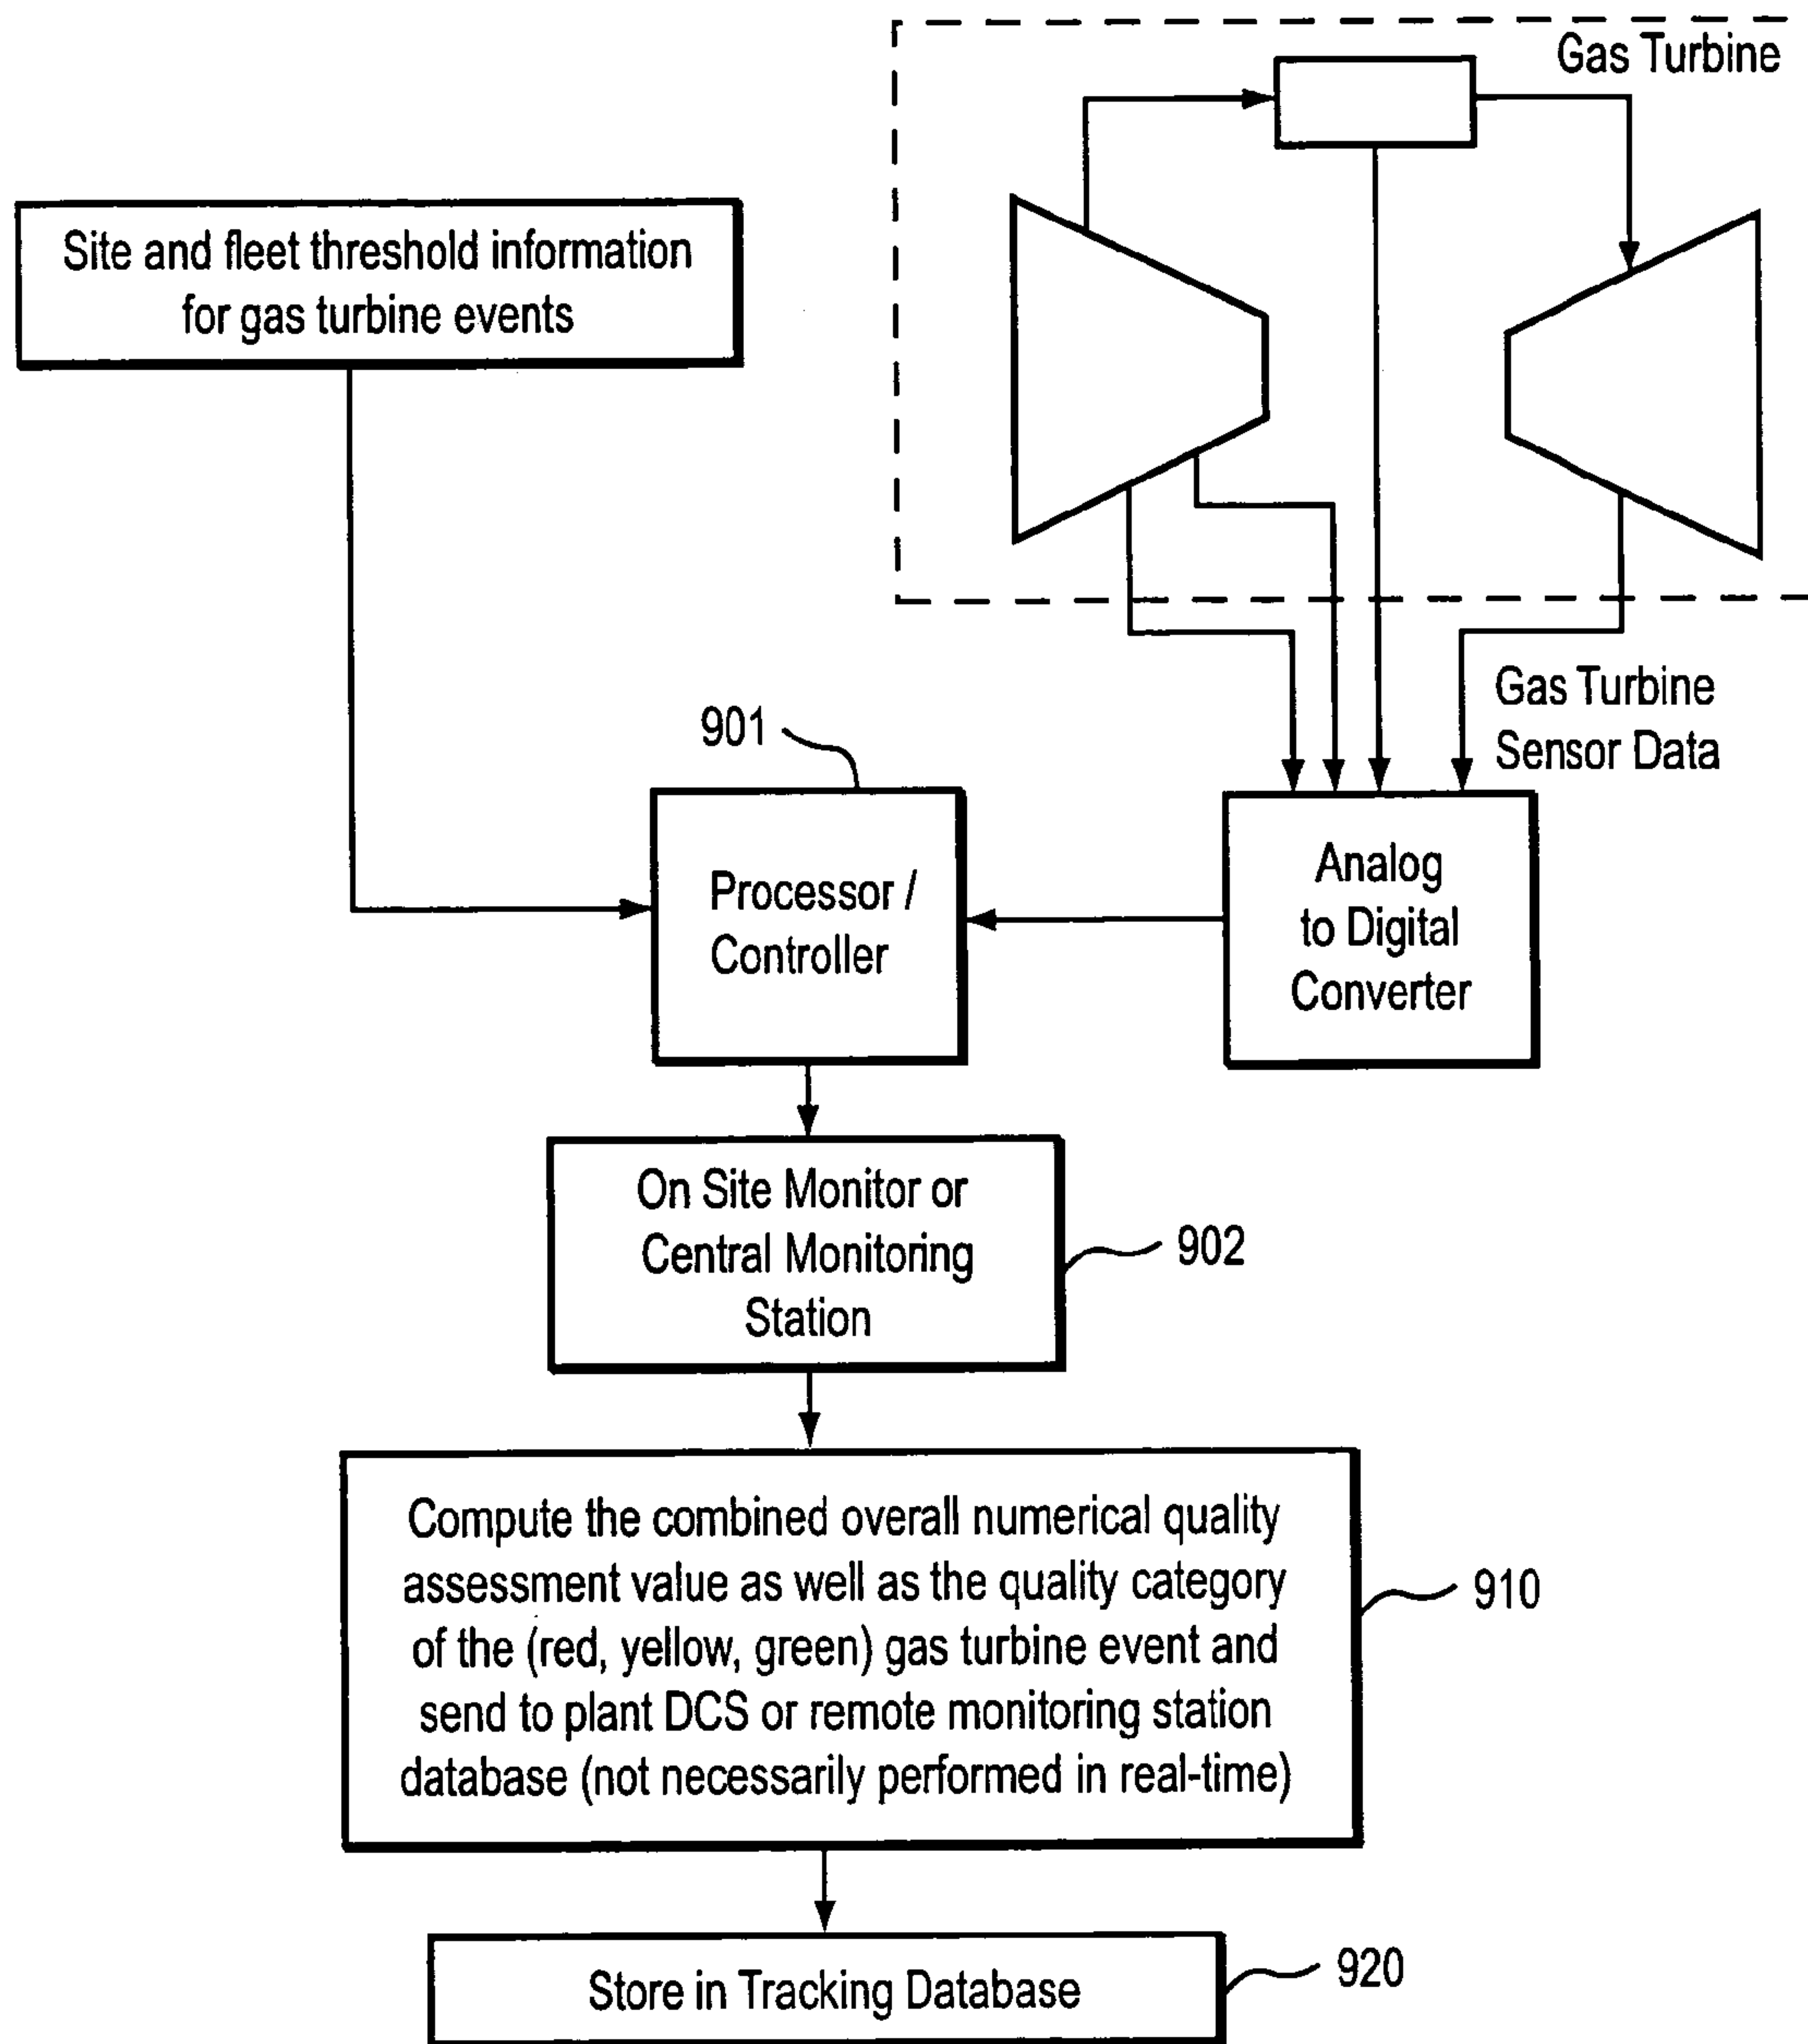 Gas Turbine
Site and fleet threshold information
for gas turbine events
Gas Turbine
Sensor Data
901
Processor /
Controller
Analog
to Digital
Converter
On Site Monitor or
Central Monitoring
Station
902
Compute the combined overall numerical quality
assessment value as well as the quality category
of the (red, yellow, green) gas turbine event and
send to plant DCS or remote monitoring station
database (not necessarily performed in real-time)
910
Store in Tracking Database
920